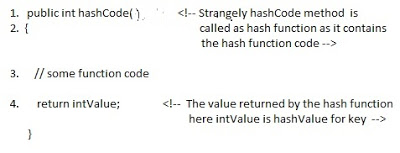 1. public int hashCode() <!-- Strangely hashCode method is
2. { called as hash function as it contains
the hash function code -->
3. // some function code
4. return intValue; <!-- The value returned by the hash function
here intValue is hashValue for key -->
}